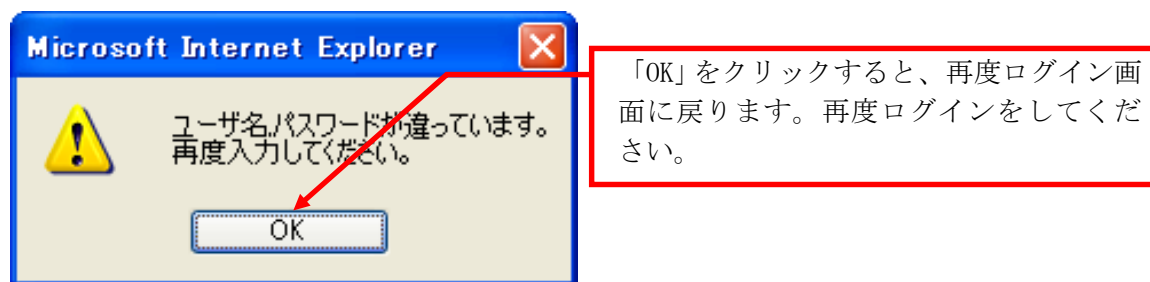 Microsoft Internet Explorer
ユーザ名,パスワードが違っています。
再度入力してください。
OK
「OK」をクリックすると、再度ログイン画
面に戻ります。再度ログインをしてくだ
さい。